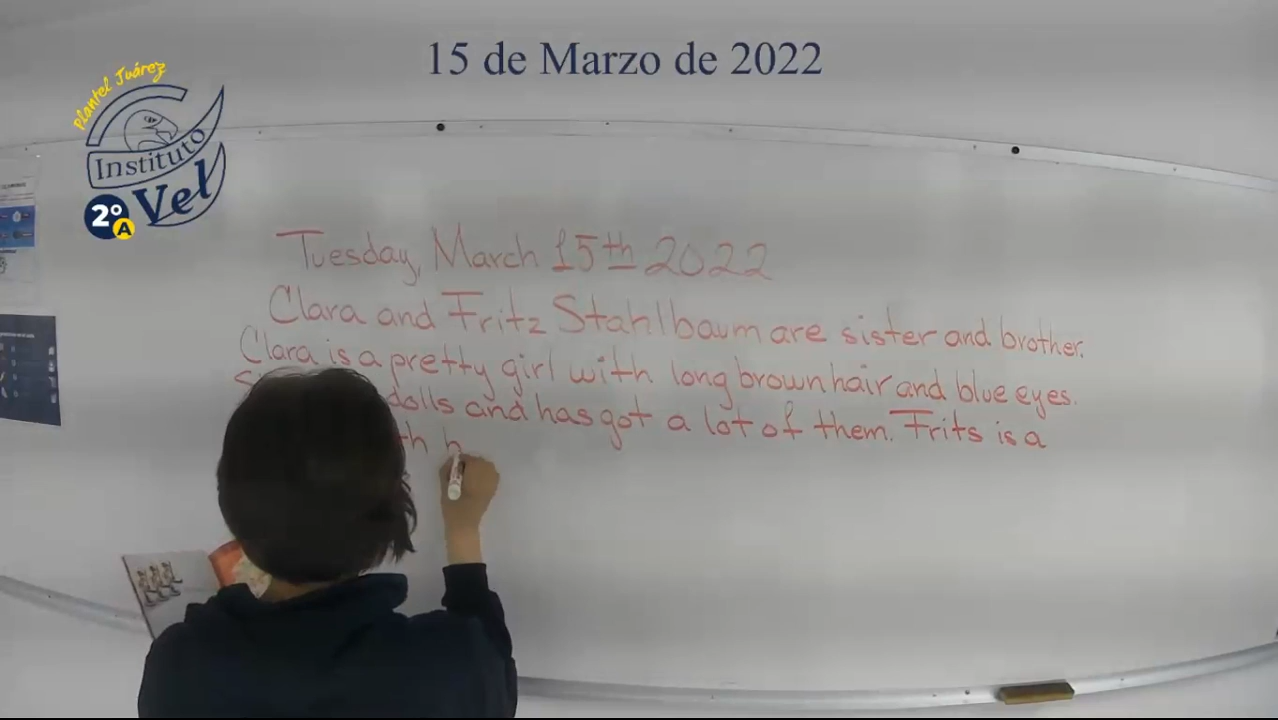 15 de Marzo de 2022
Plantel Juárez
Instituto
Vel
2° A
Tuesday, March 15th 2022
Clara and Fritz Stahlbaum are sister and brother.
Clara is a pretty girl with long brown hair and blue eyes.
dolls and has got a lot of them. Frits is a